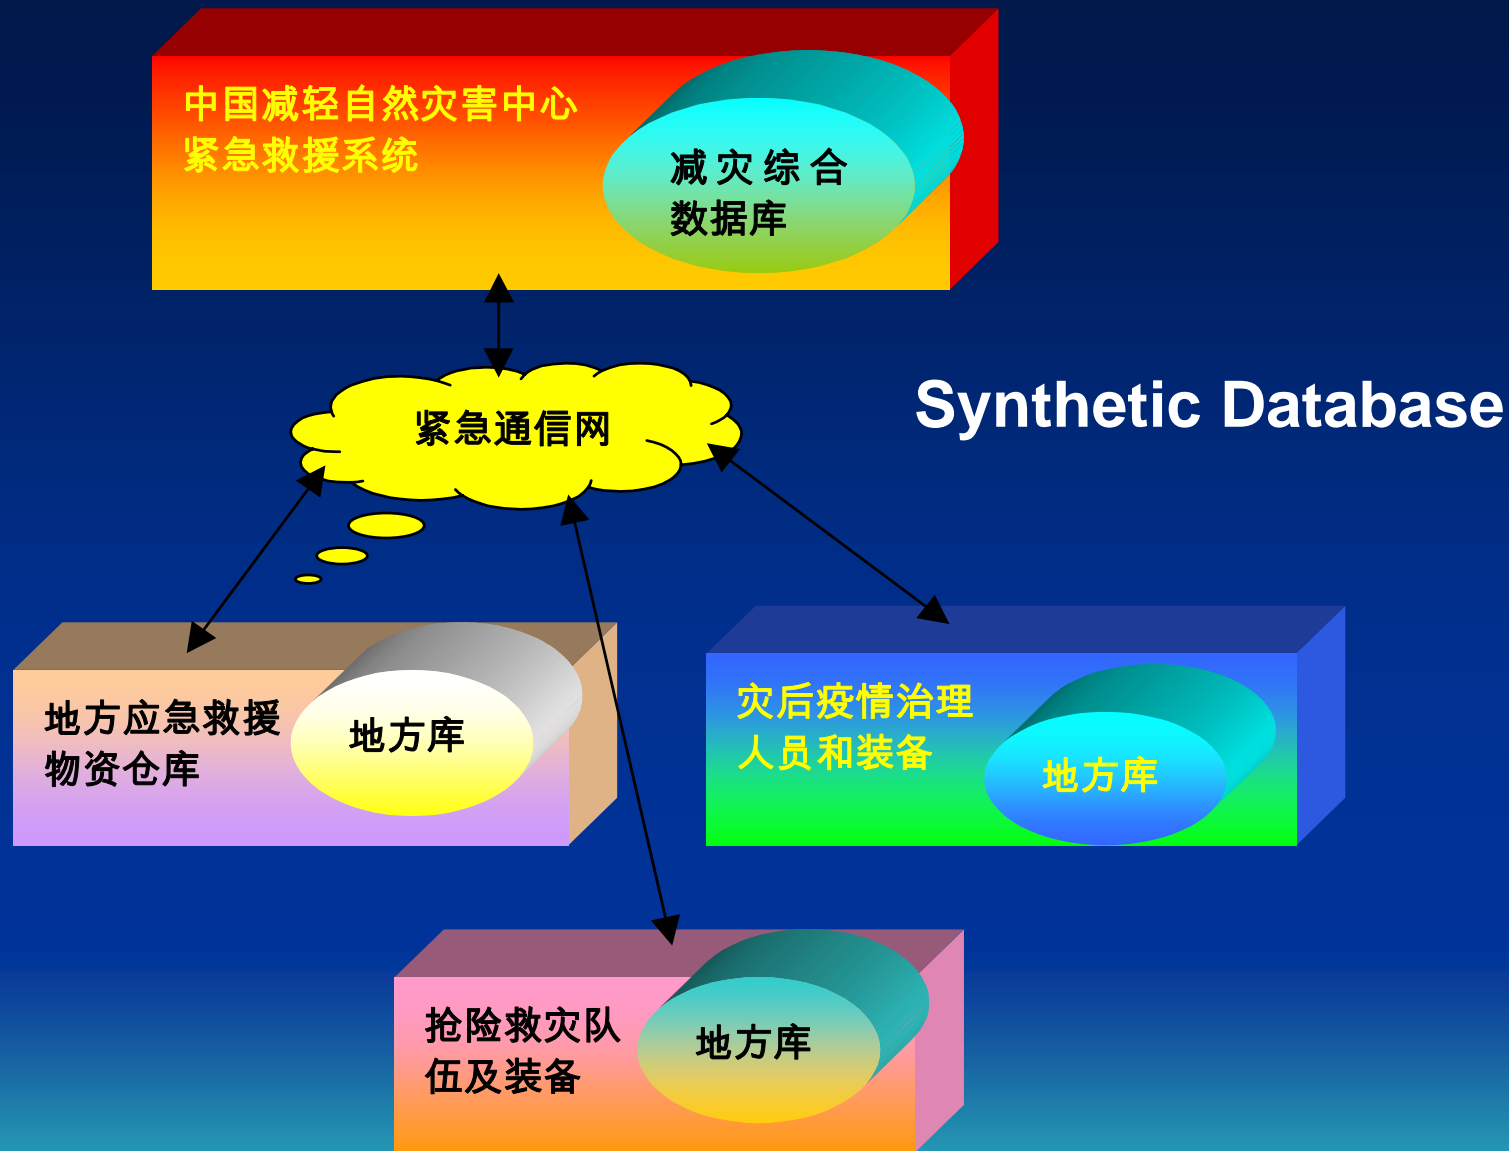 中国减轻自然灾害中心
紧急救援系统
减灾综合
数据库
紧急通信网
Synthetic Database
地方应急救援
物资仓库
地方库
灾后疫情治理
人员和装备
地方库
抢险救灾队
伍及装备
地方库